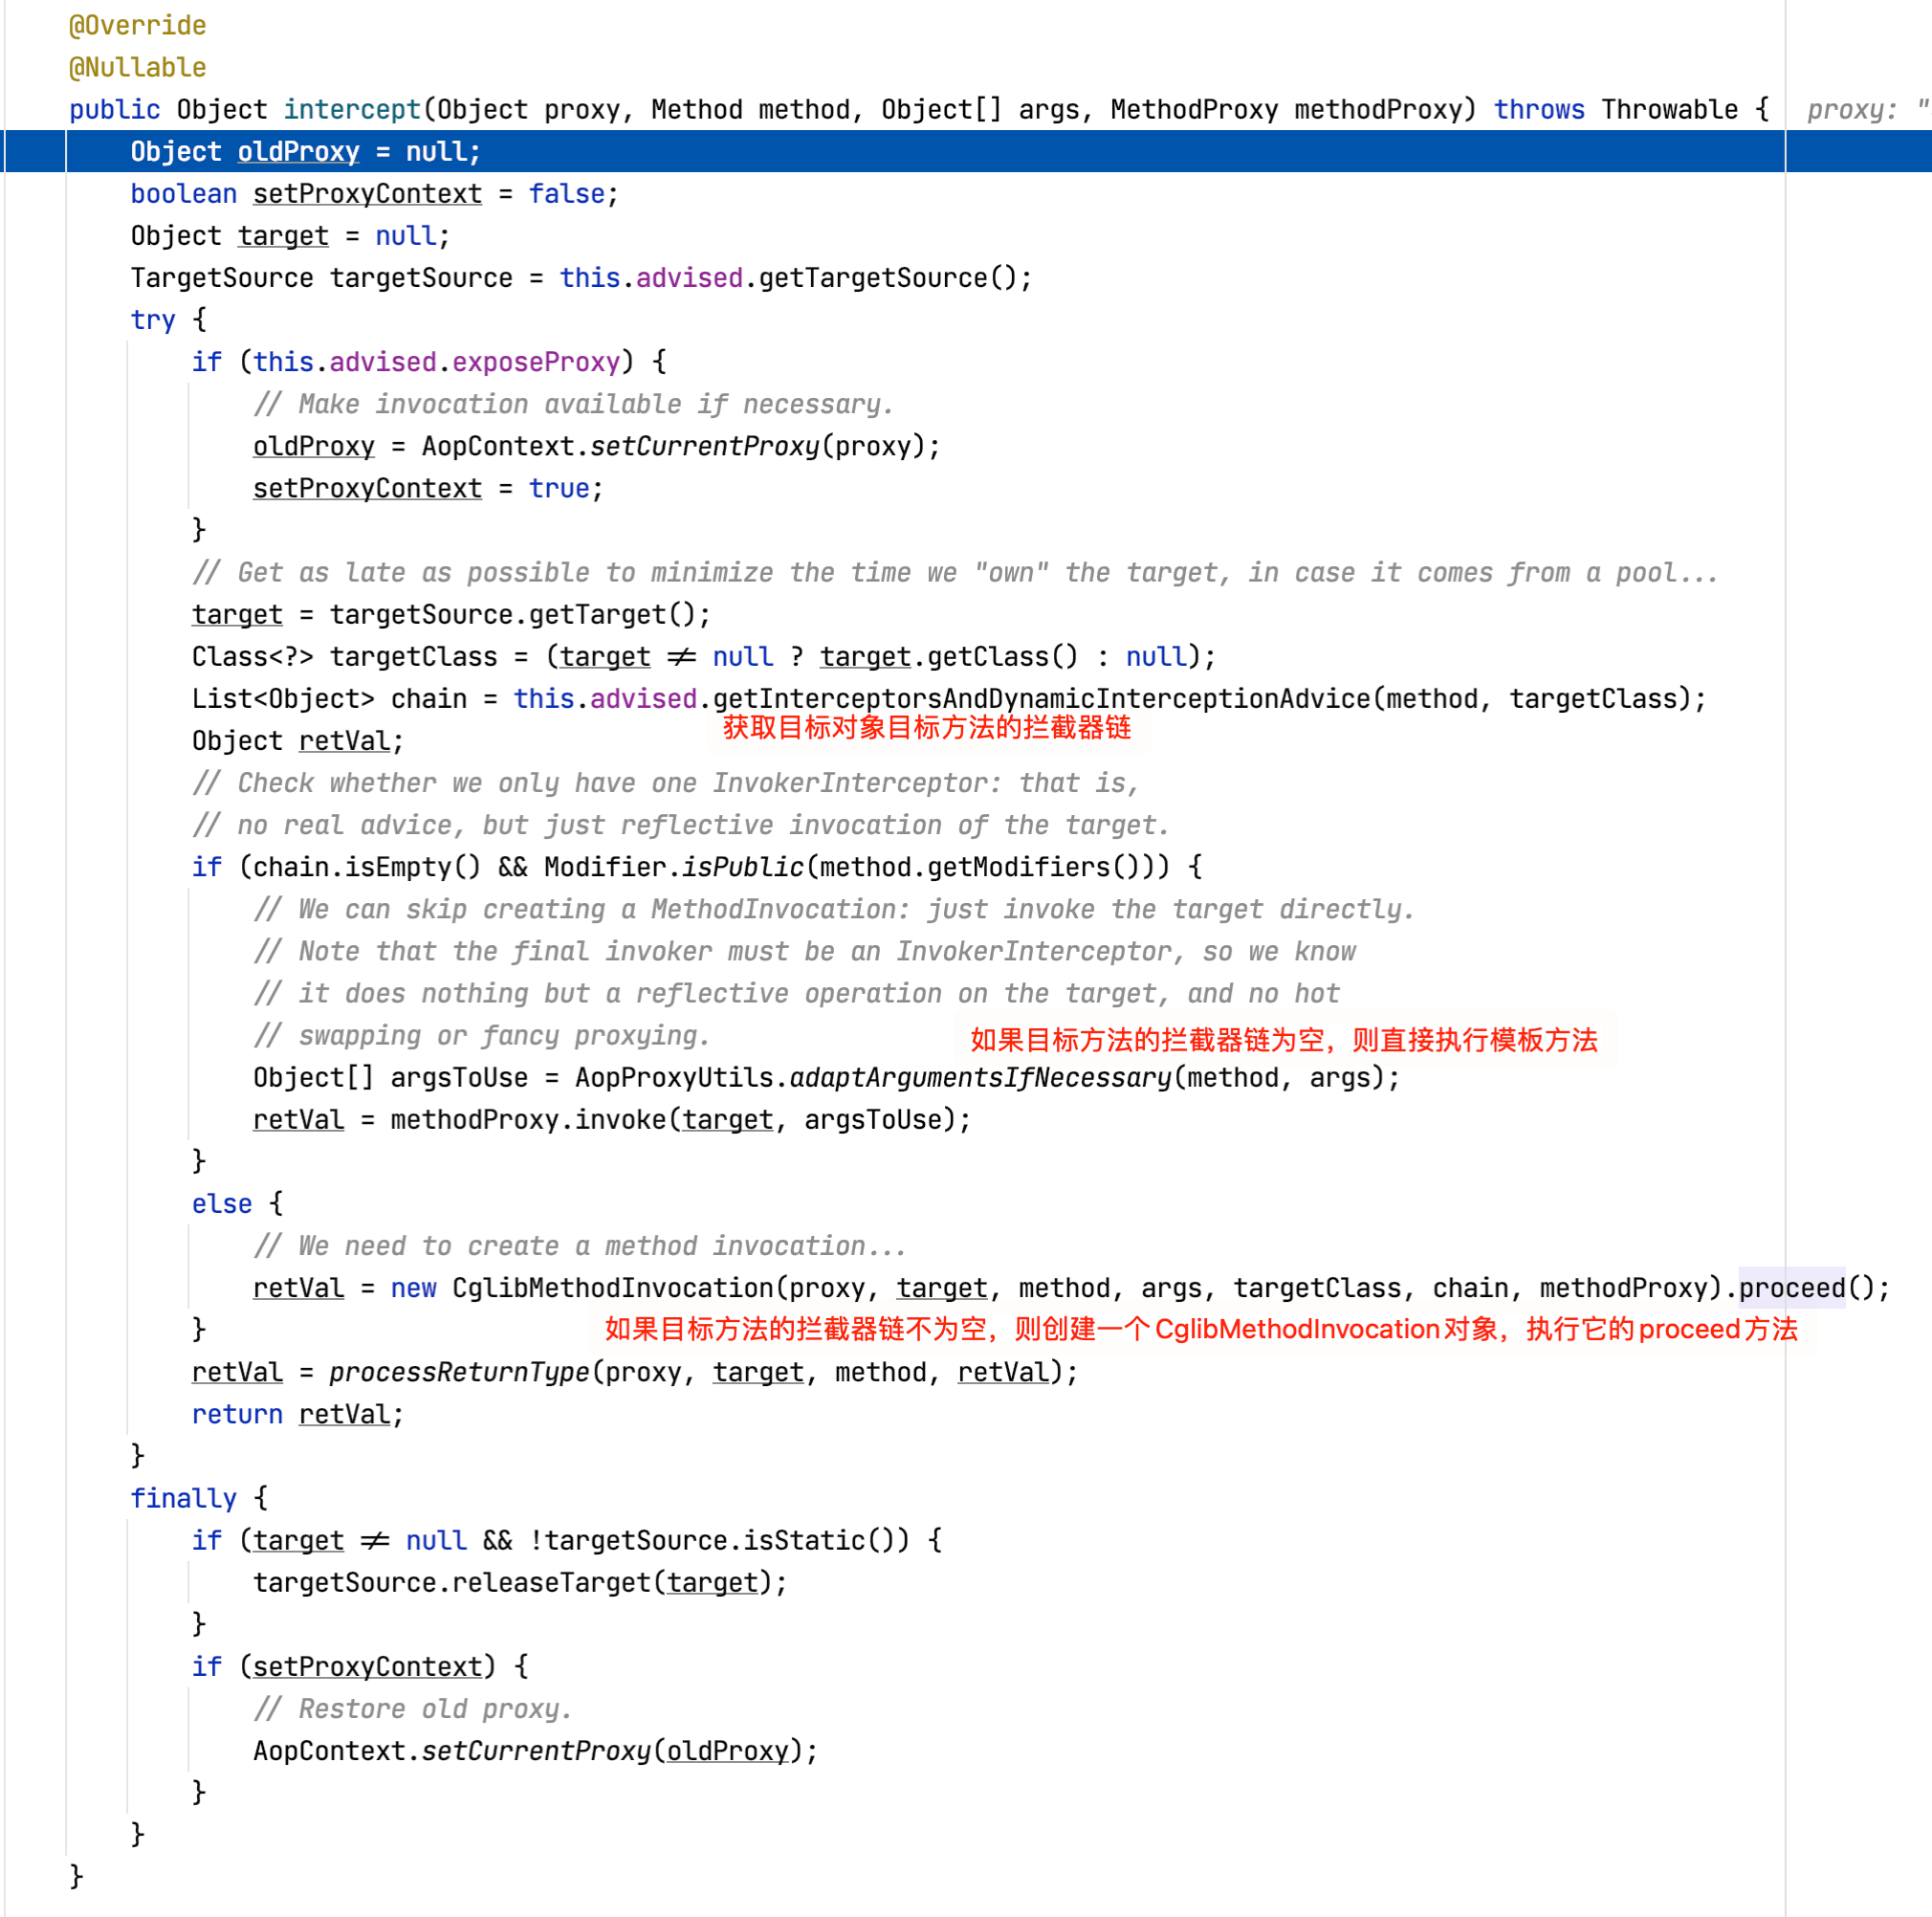 @Override
@Nullable
public Object intercept(Object proxy, Method method, Object[] args, MethodProxy methodProxy) throws Throwable {  proxy: "
Object oldProxy = null;
boolean setProxyContext = false;
Object target = null;
TargetSource targetSource = this.advised.getTargetSource();
try {
if (this.advised.exposeProxy) {
// Make invocation available if necessary.
oldProxy = AopContext.setCurrentProxy(proxy);
setProxyContext = true;
}
// Get as late as possible to minimize the time we "own" the target, in case it comes from a pool...
target = targetSource.getTarget();
Class<?> targetClass = (target != null ? target.getClass() : null);
List<Object> chain = this.advised.getInterceptorsAndDynamicInterceptionAdvice(method, targetClass);
获取目标对象目标方法的拦截器链
Object retVal;
// Check whether we only have one InvokerInterceptor: that is,
// no real advice, but just reflective invocation of the target.
if (chain.isEmpty() && Modifier.isPublic(method.getModifiers())) {
// We can skip creating a MethodInvocation: just invoke the target directly.
// Note that the final invoker must be an InvokerInterceptor, so we know
// it does nothing but a reflective operation on the target, and no hot
// swapping or fancy proxying.
如果目标方法的拦截器链为空，则直接执行模板方法
Object[] argsToUse = AopProxyUtils.adaptArgumentsIfNecessary(method, args);
retVal = methodProxy.invoke(target, argsToUse);
}
else {
// We need to create a method invocation...
retVal = new CglibMethodInvocation(proxy, target, method, args, targetClass, chain, methodProxy).proceed();
}
如果目标方法的拦截器链不为空，则创建一个CglibMethodInvocation对象，执行它的proceed方法
retVal = processReturnType(proxy, target, method, retVal);
return retVal;
}
finally {
if (target != null && !targetSource.isStatic()) {
targetSource.releaseTarget(target);
}
if (setProxyContext) {
// Restore old proxy.
AopContext.setCurrentProxy(oldProxy);
}
}
}